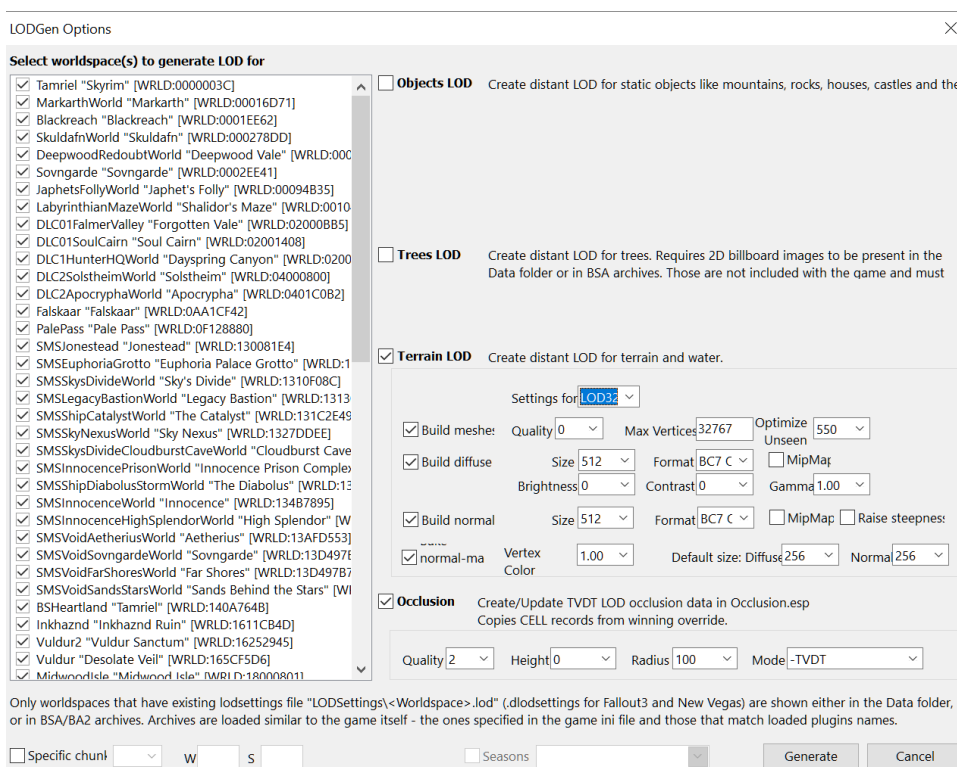 LODGen Options
Select worldspace(s) to generate LOD for
Tamriel "Skyrim" [WRLD:0000003C]
MarkarthWorld "Markarth" [WRLD:00016D71]
Blackreach "Blackreach" [WRLD:0001EE62]
SkuldafnWorld "Skuldafn" [WRLD:000278DD]
DeepwoodRedoubtWorld "Deepwood Vale" [WRLD:000
Sovngarde "Sovngarde" [WRLD:0002EE41]
JaphetsFollyWorld "Japhet's Folly" [WRLD:00094B35]
LabyrinthianMazeWorld "Shalidor's Maze" [WRLD:0010
DLC01FalmerValley "Forgotten Vale" [WRLD:02000BB5]
DLC01SoulCairn "Soul Cairn" [WRLD:02001408]
DLC1HunterHQWorld "Dayspring Canyon" [WRLD:0200
DLC2SolstheimWorld "Solstheim" [WRLD:04000800]
DLC2ApocryphaWorld "Apocrypha" [WRLD:0401C0B2]
Falskaar "Falskaar" [WRLD:0AA1CF42]
PalePass "Pale Pass" [WRLD:0F128880]
SMSJonestead "Jonestead" [WRLD:130081E4]
SMSEuphoriaGrotto "Euphoria Palace Grotto" [WRLD:1
SMSSkysDivideWorld "Sky's Divide" [WRLD:1310F08C]
SMSLegacyBastionWorld "Legacy Bastion" [WRLD:1313
SMSShipCatalystWorld "The Catalyst" [WRLD:131C2E49
SMSSkyNexusWorld "Sky Nexus" [WRLD:1327DDEE]
SMSSkysDivideCloudburstCaveWorld "Cloudburst Cave
SMSInnocencePrisonWorld "Innocence Prison Complex
SMSShipDiabolusStormWorld "The Diabolus" [WRLD:13
SMSInnocenceWorld "Innocence" [WRLD:134B7895]
SMSInnocenceHighSplendorWorld "High Splendor" [W
SMSVoidAetheriusWorld "Aetherius" [WRLD:13AFD553]
SMSVoidSovngardeWorld "Sovngarde" [WRLD:13D497E
SMSVoidFarShoresWorld "Far Shores" [WRLD:13D497B7
SMSVoidSandsStarsWorld "Sands Behind the Stars" [WI
BSHeartland "Tamriel" [WRLD:140A764B]
Inkhaznd "Inkhaznd Ruin" [WRLD:1611CB4D]
Vuldur2 "Vuldur Sanctum" [WRLD:16252945]
Vuldur "Desolate Veil" [WRLD:165CF5D6]
MidwoodIsle "Midwood Isle" [WRLD:18000801]
Objects LOD Create distant LOD for static objects like mountains, rocks, houses, castles and the
Trees LOD Create distant LOD for trees. Requires 2D billboard images to be present in the
Data folder or in BSA archives. Those are not included with the game and must
Terrain LOD Create distant LOD for terrain and water.
Settings for LOD32
Build meshes Quality 0 Max Vertices 32767 Optimize Unseen 550
Build diffuse Size 512 Format BC7 C MipMap
Brightness 0 Contrast 0 Gamma 1.00
Build normal Size 512 Format BC7 C MipMap Raise steepness
normal-ma Vertex Color 1.00 Default size: Diffuse 256 Normal 256
Occlusion Create/Update TVDT LOD occlusion data in Occlusion.esp
Copies CELL records from winning override.
Quality 2 Height 0 Radius 100 Mode -TVDT
Only worldspaces that have existing lodsettings file "LODSettings\<Worldspace>.lod" (.dlodsettings for Fallout3 and New Vegas) are shown either in the Data folder,
or in BSA/BA2 archives. Archives are loaded similar to the game itself - the ones specified in the game ini file and those that match loaded plugins names.
Specific chunk W S Seasons Generate Cancel